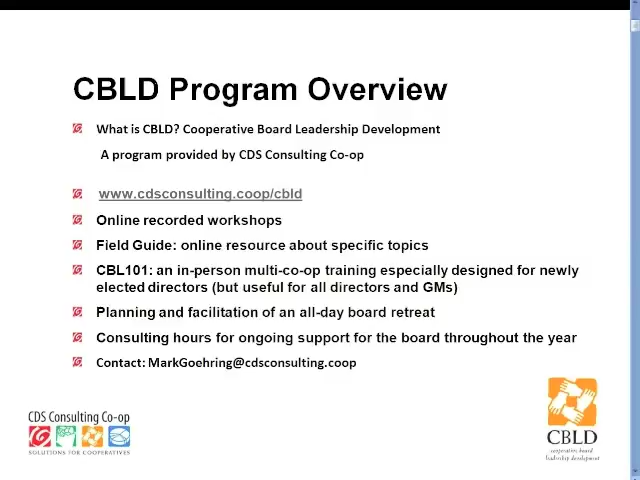 CBLD Program Overview
What is CBLD? Cooperative Board Leadership Development
A program provided by CDS Consulting Co-op
www.cdsconsulting.coop/cbld
Online recorded workshops
Field Guide: online resource about specific topics
CBL101: an in-person multi-co-op training especially designed for newly
elected directors (but useful for all directors and GMs)
Planning and facilitation of an all-day board retreat
Consulting hours for ongoing support for the board throughout the year
Contact: MarkGoehring@cdsconsulting.coop
CDS Consulting Co-op
SOLUTIONS FOR COOPERATIVES
CBLD
cooperative board
leadership development